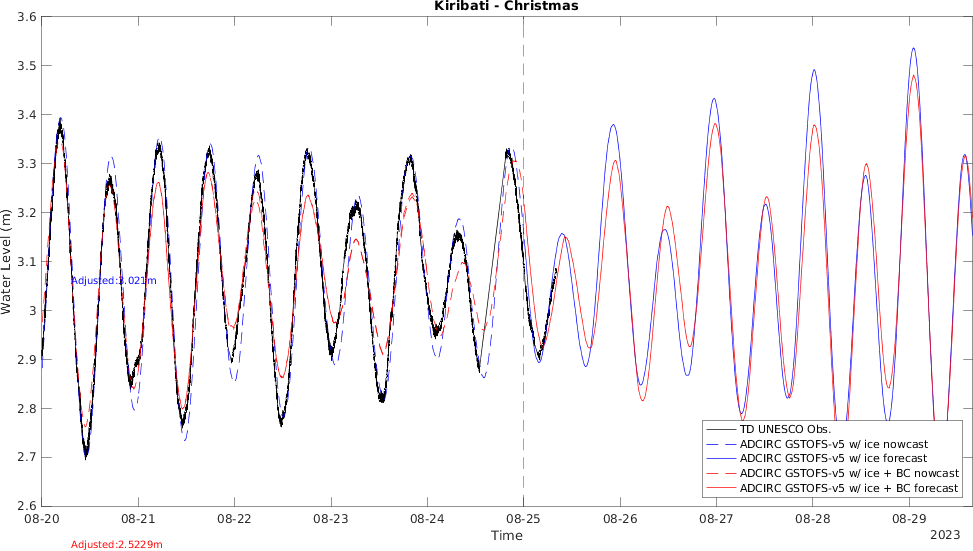 Kiribati - Christmas
3.6
3.5
3.4
3.3
3.2
3.1
3
2.9
2.8
2.7
2.6
Water Level (m)
Adjusted:3.021m
TD UNESCO Obs.
ADCIRC GSTOFS-v5 w/ ice nowcast
ADCIRC GSTOFS-v5 w/ ice forecast
ADCIRC GSTOFS-v5 w/ ice + BC nowcast
ADCIRC GSTOFS-v5 w/ ice + BC forecast
08-20 08-21 08-22 08-23 08-24 08-25 08-26 08-27 08-28 08-29
Time
2023
Adjusted:2.5229m